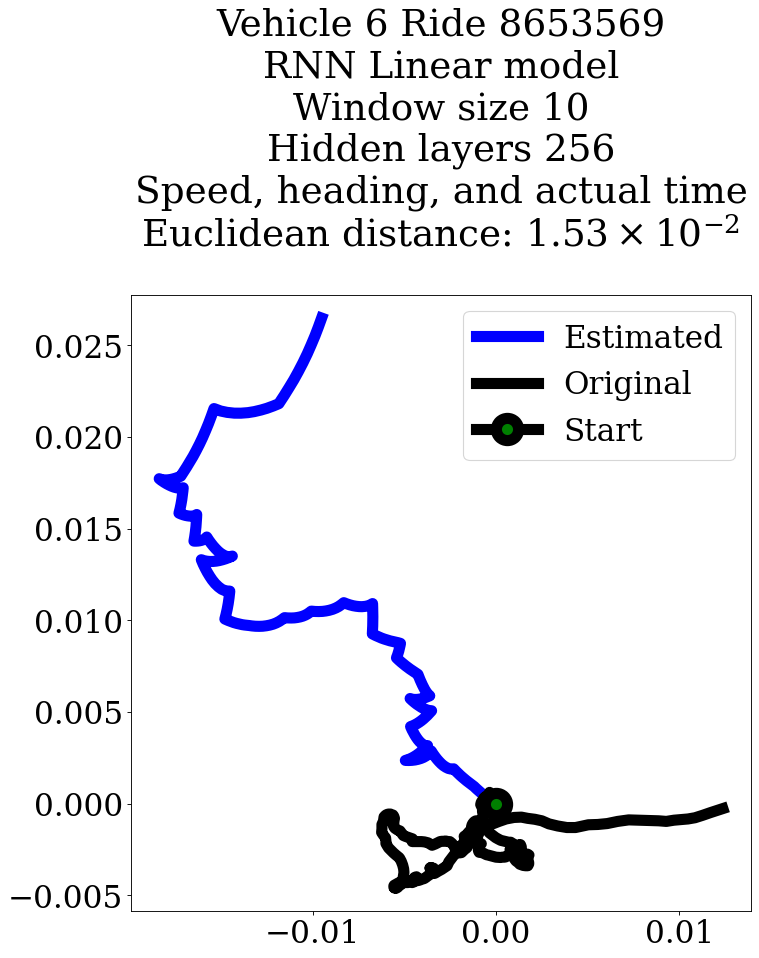 Vehicle 6 Ride 8653569
RNN Linear model
Window size 10
Hidden layers 256
Speed, heading, and actual time
Euclidean distance: 1.53 × 10⁻²
Estimated
Original
Start
0.025
0.020
0.015
0.010
0.005
0.000
−0.005
−0.01 0.00 0.01